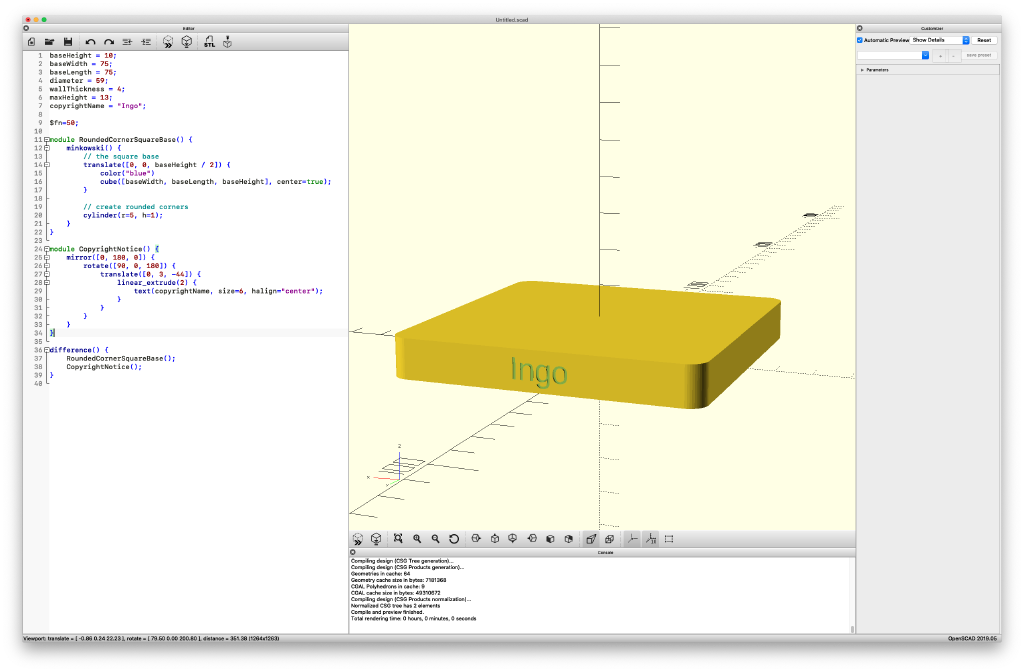 Untitled.scad
Editor
STL
1 baseHeight = 10;
2 baseWidth = 75;
3 baseLength = 75;
4 diameter = 59;
5 wallThickness = 4;
6 maxHeight = 13;
7 copyrightName = "Ingo";
8
9 $fn=50;
10
11 module RoundedCornerSquareBase() {
12 minkowski() {
13 // the square base
14 translate([0, 0, baseHeight / 2]) {
15 color("blue")
16 cube([baseWidth, baseLength, baseHeight], center=true);
17 }
18
19 // create rounded corners
20 cylinder(r=5, h=1);
21 }
22 }
23
24 module CopyrightNotice() {
25 mirror([0, 180, 0]) {
26 rotate([90, 0, 180]) {
27 translate([0, 3, -44]) {
28 linear_extrude(2) {
29 text(copyrightName, size=6, halign="center");
30 }
31 }
32 }
33 }
34 }
35
36 difference() {
37 RoundedCornerSquareBase();
38 CopyrightNotice();
39 }
40
Ingo
Z
X
Y
Customizer
Automatic Preview Show Details Reset
+ - save preset
Parameters
Console
Compiling design (CSG Tree generation)...
Compiling design (CSG Products generation)...
Geometries in cache: 64
Geometry cache size in bytes: 7181368
CGAL Polyhedrons in cache: 9
CGAL cache size in bytes: 49310672
Compiling design (CSG Products normalization)...
Normalized CSG tree has 2 elements
Compile and preview finished.
Total rendering time: 0 hours, 0 minutes, 0 seconds
Viewport: translate = [ -0.86 0.24 22.23 ], rotate = [ 79.50 0.00 200.80 ], distance = 351.38 (1264x1263)
OpenSCAD 2019.05